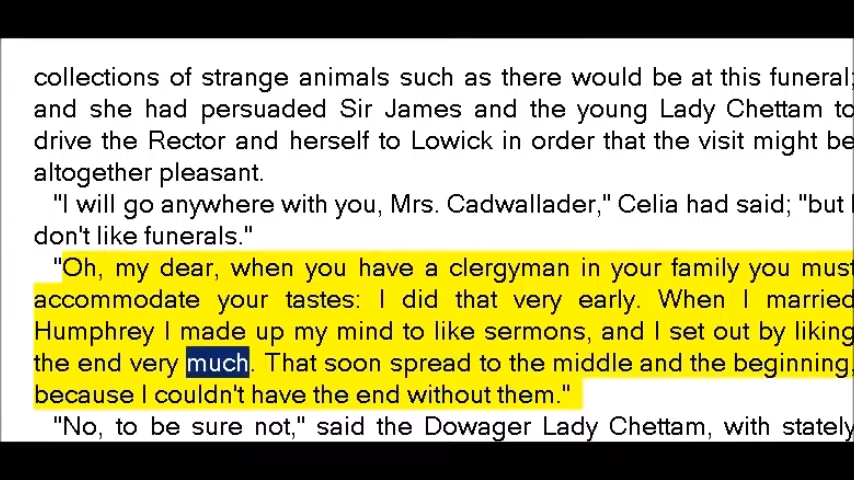 collections of strange animals such as there would be at this funeral;
and she had persuaded Sir James and the young Lady Chettam to
drive the Rector and herself to Lowick in order that the visit might be
altogether pleasant.
"I will go anywhere with you, Mrs. Cadwallader," Celia had said; "but I
don't like funerals."
"Oh, my dear, when you have a clergyman in your family you must
accommodate your tastes: I did that very early. When I married
Humphrey I made up my mind to like sermons, and I set out by liking
the end very much. That soon spread to the middle and the beginning,
because I couldn't have the end without them."
"No, to be sure not," said the Dowager Lady Chettam, with stately